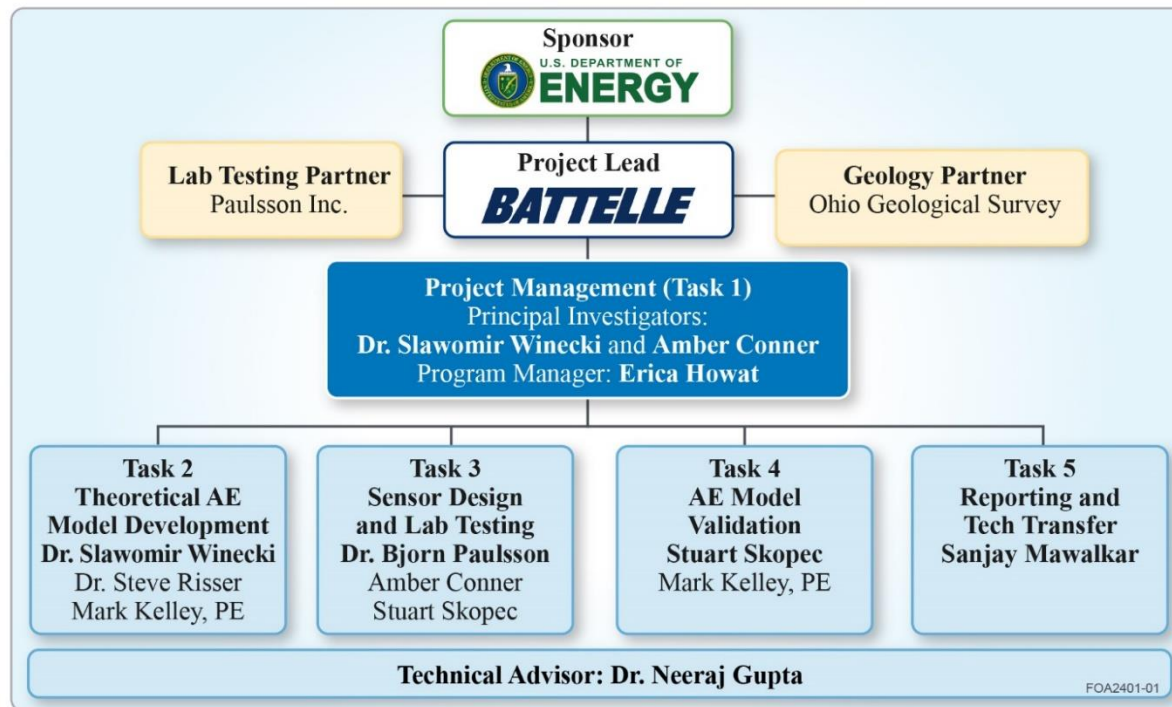 Sponsor
U.S. DEPARTMENT OF
ENERGY
Lab Testing Partner
Paulsson Inc.
Project Lead
BATTELLE
Geology Partner
Ohio Geological Survey
Project Management (Task 1)
Principal Investigators:
Dr. Slawomir Winecki and Amber Conner
Program Manager: Erica Howat
Task 2
Theoretical AE
Model Development
Dr. Slawomir Winecki
Dr. Steve Risser
Mark Kelley, PE
Task 3
Sensor Design
and Lab Testing
Dr. Bjorn Paulsson
Amber Conner
Stuart Skopec
Task 4
AE Model
Validation
Stuart Skopec
Mark Kelley, PE
Task 5
Reporting and
Tech Transfer
Sanjay Mawalkar
Technical Advisor: Dr. Neeraj Gupta
FOA2401-01